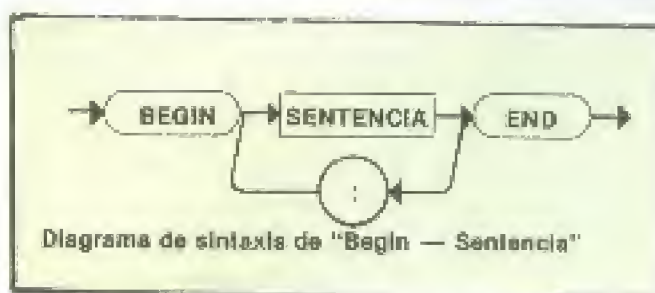 BEGIN SENTENCIA END
:
Diagrama de sintaxis de "Begin — Sentencia"